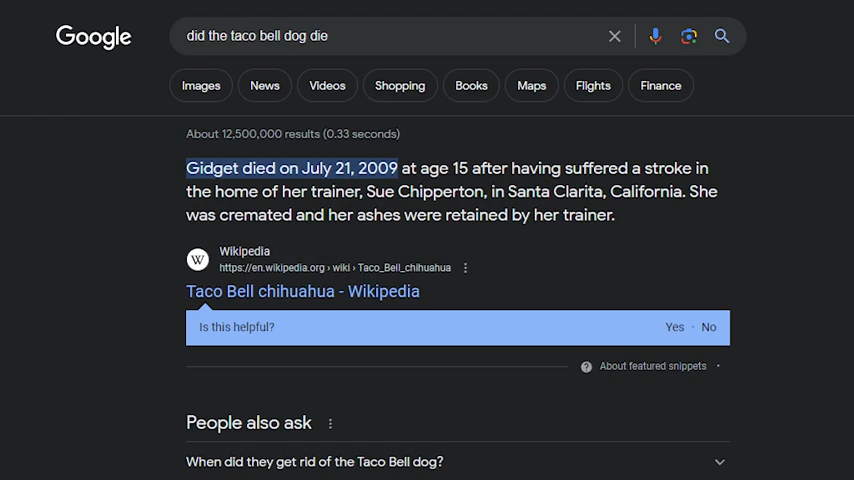 Google
did the taco bell dog die
Images
News
Videos
Shopping
Books
Maps
Flights
Finance
About 12,500,000 results (0.33 seconds)
Gidget died on July 21, 2009 at age 15 after having suffered a stroke in
the home of her trainer, Sue Chipperton, in Santa Clarita, California. She
was cremated and her ashes were retained by her trainer.
W
Wikipedia
https://en.wikipedia.org › wiki › Taco_Bell_chihuahua
Taco Bell chihuahua - Wikipedia
Is this helpful?
Yes · No
About featured snippets
People also ask
When did they get rid of the Taco Bell dog?